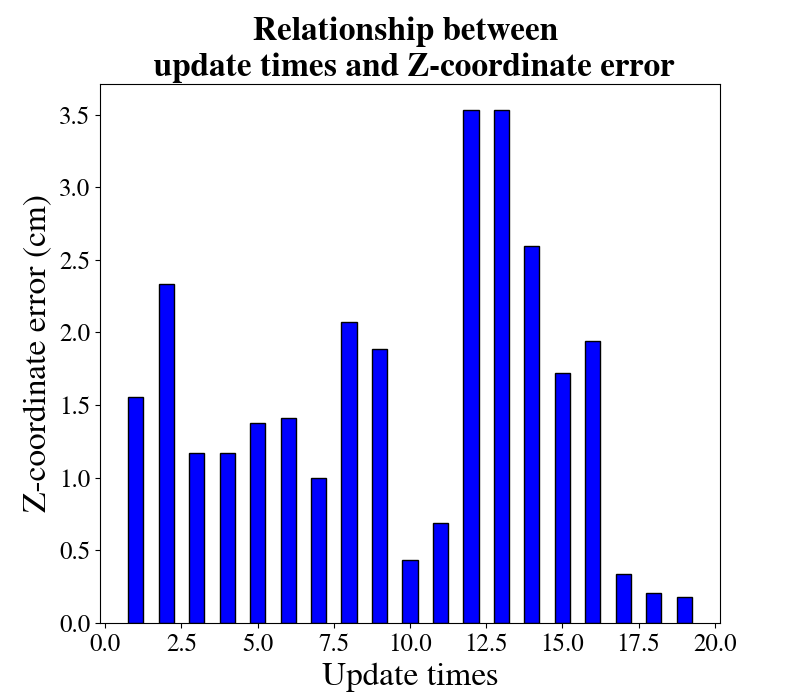 Relationship between
update times and Z-coordinate error
Z-coordinate error (cm)
3.5
3.0
2.5
2.0
1.5
1.0
0.5
0.0
0.0 2.5 5.0 7.5 10.0 12.5 15.0 17.5 20.0
Update times